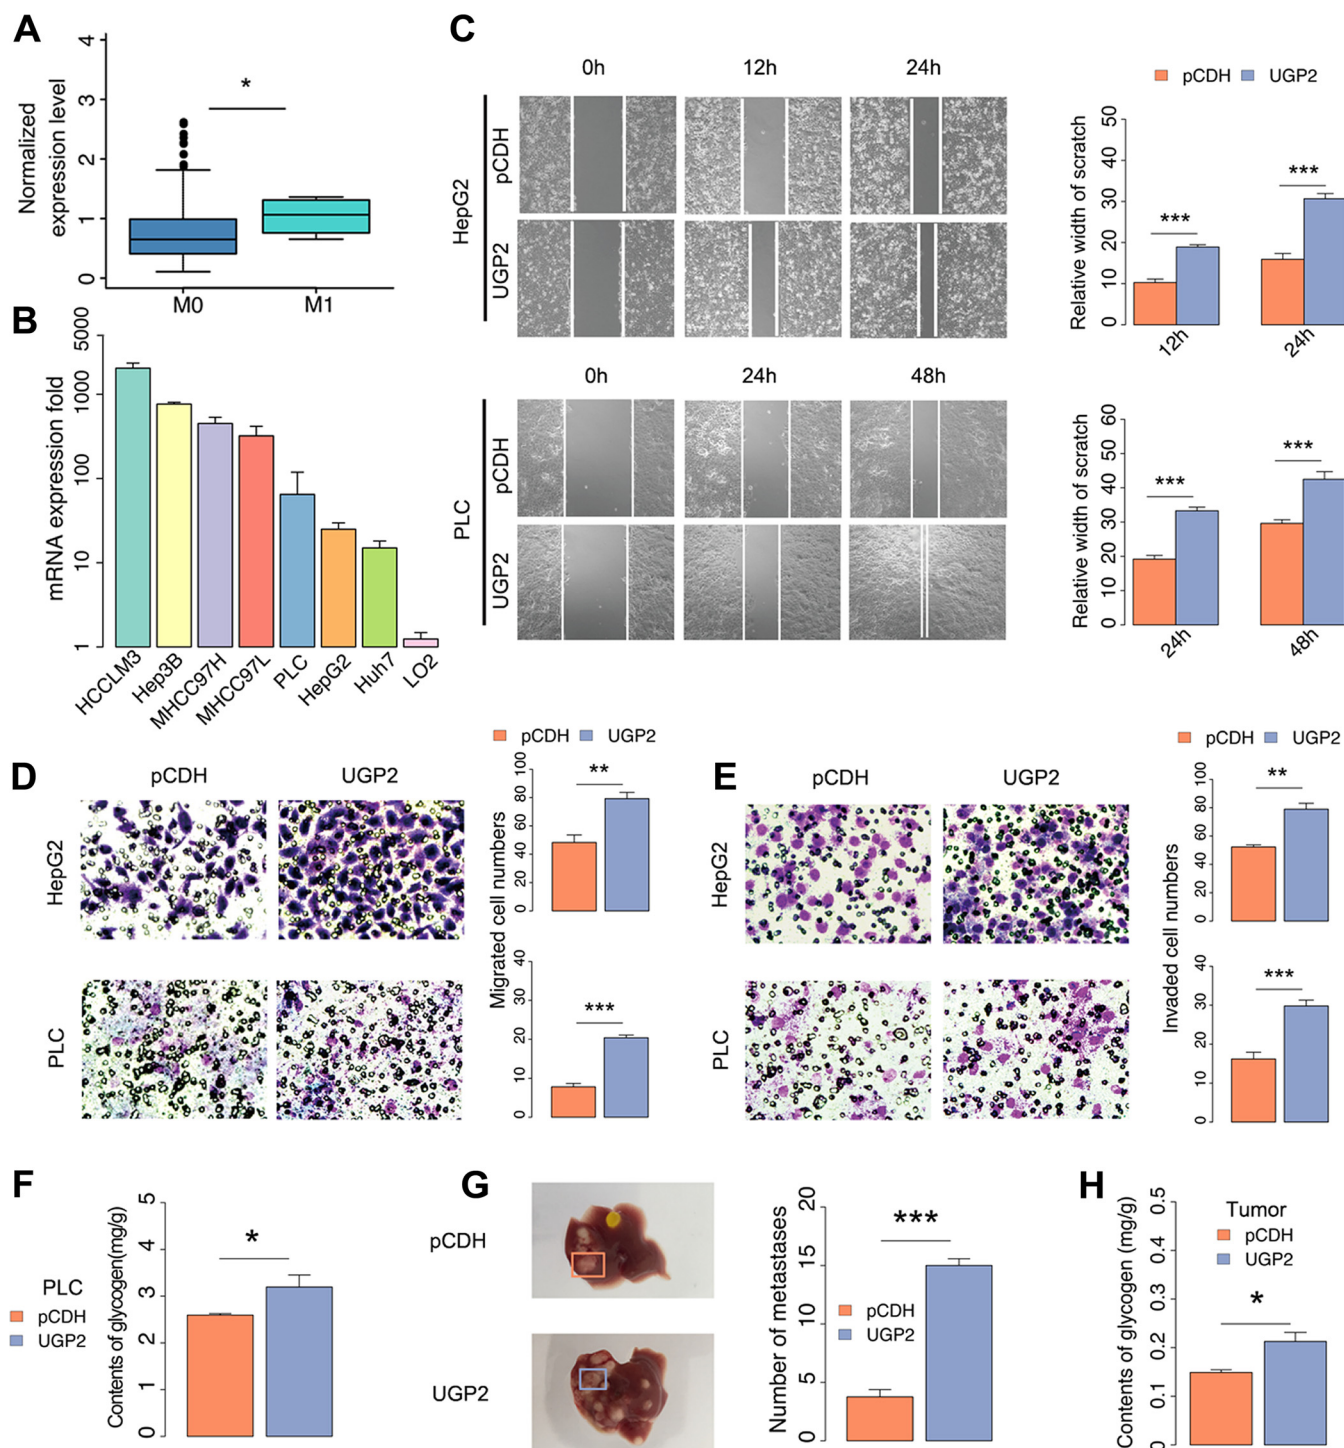 A
Normalized
expression level
4
3
2
1
0
*
M0
M1
B
mRNA expression fold
5000
1000
100
10
1
HCCLM3
Hep3B
MHCC97H
MHCC97L
PLC
HepG2
Huh7
LO2
C
0h
12h
24h
HepG2
pCDH
UGP2
0h
24h
48h
PLC
pCDH
UGP2
pCDH
UGP2
Relative width of scratch
50
40
30
20
10
0
***
***
12h
24h
Relative width of scratch
60
50
40
30
20
10
0
***
***
24h
48h
D
pCDH
UGP2
HepG2
PLC
pCDH
UGP2
Migrated cell numbers
100
80
60
40
20
0
**
40
30
20
10
0
***
E
pCDH
UGP2
HepG2
PLC
pCDH
UGP2
Invaded cell numbers
100
80
60
40
20
0
**
40
30
20
10
0
***
F
PLC
pCDH
UGP2
Contents of glycogen(mg/g)
5
4
3
2
1
0
*
G
pCDH
UGP2
Number of metastases
20
15
10
5
0
***
pCDH
UGP2
H
Contents of glycogen (mg/g)
0.5
0.4
0.3
0.2
0.1
0
Tumor
pCDH
UGP2
*